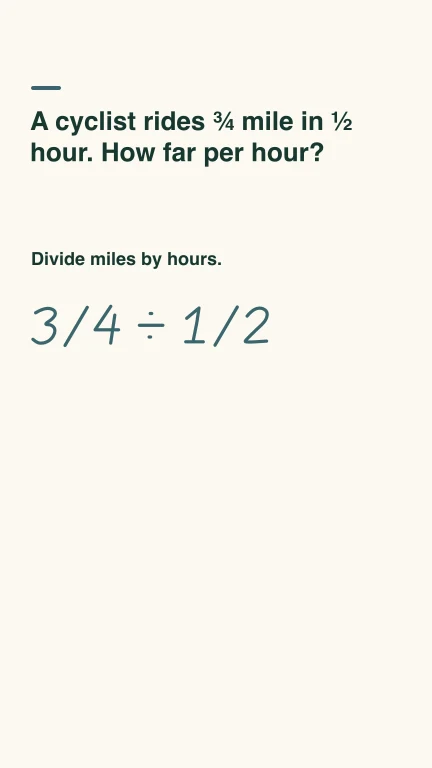 A cyclist rides ¾ mile in ½
hour. How far per hour?
Divide miles by hours.
3/4 ÷ 1/2